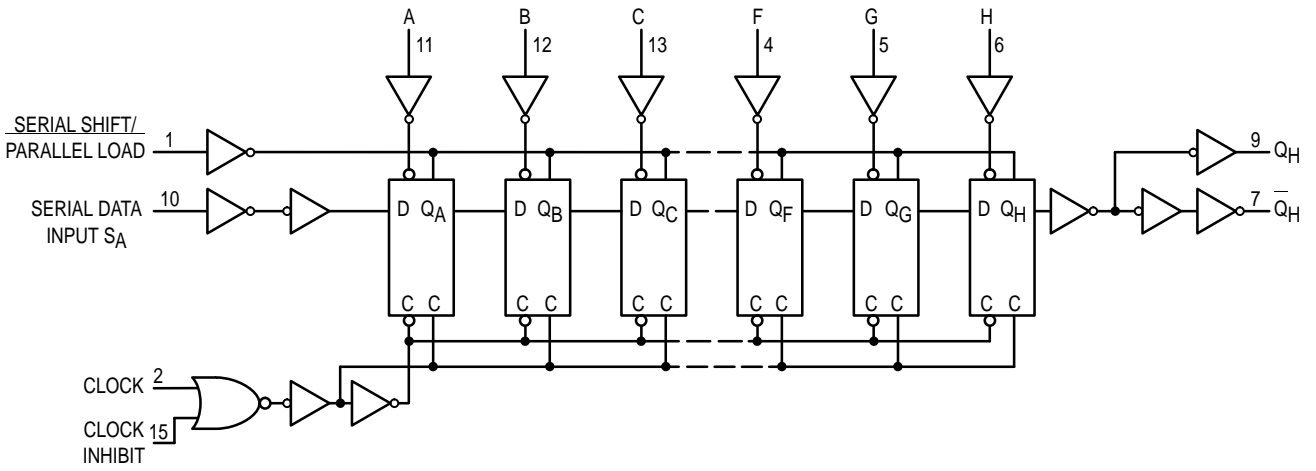 A B C F G H
11 12 13 4 5 6
SERIAL SHIFT/
PARALLEL LOAD
1
9 QH
SERIAL DATA
INPUT SA
10
D QA D QB D QC D QF D QG D QH
7 QH
C C C C C C C C C C C C
CLOCK 2
CLOCK
INHIBIT
15